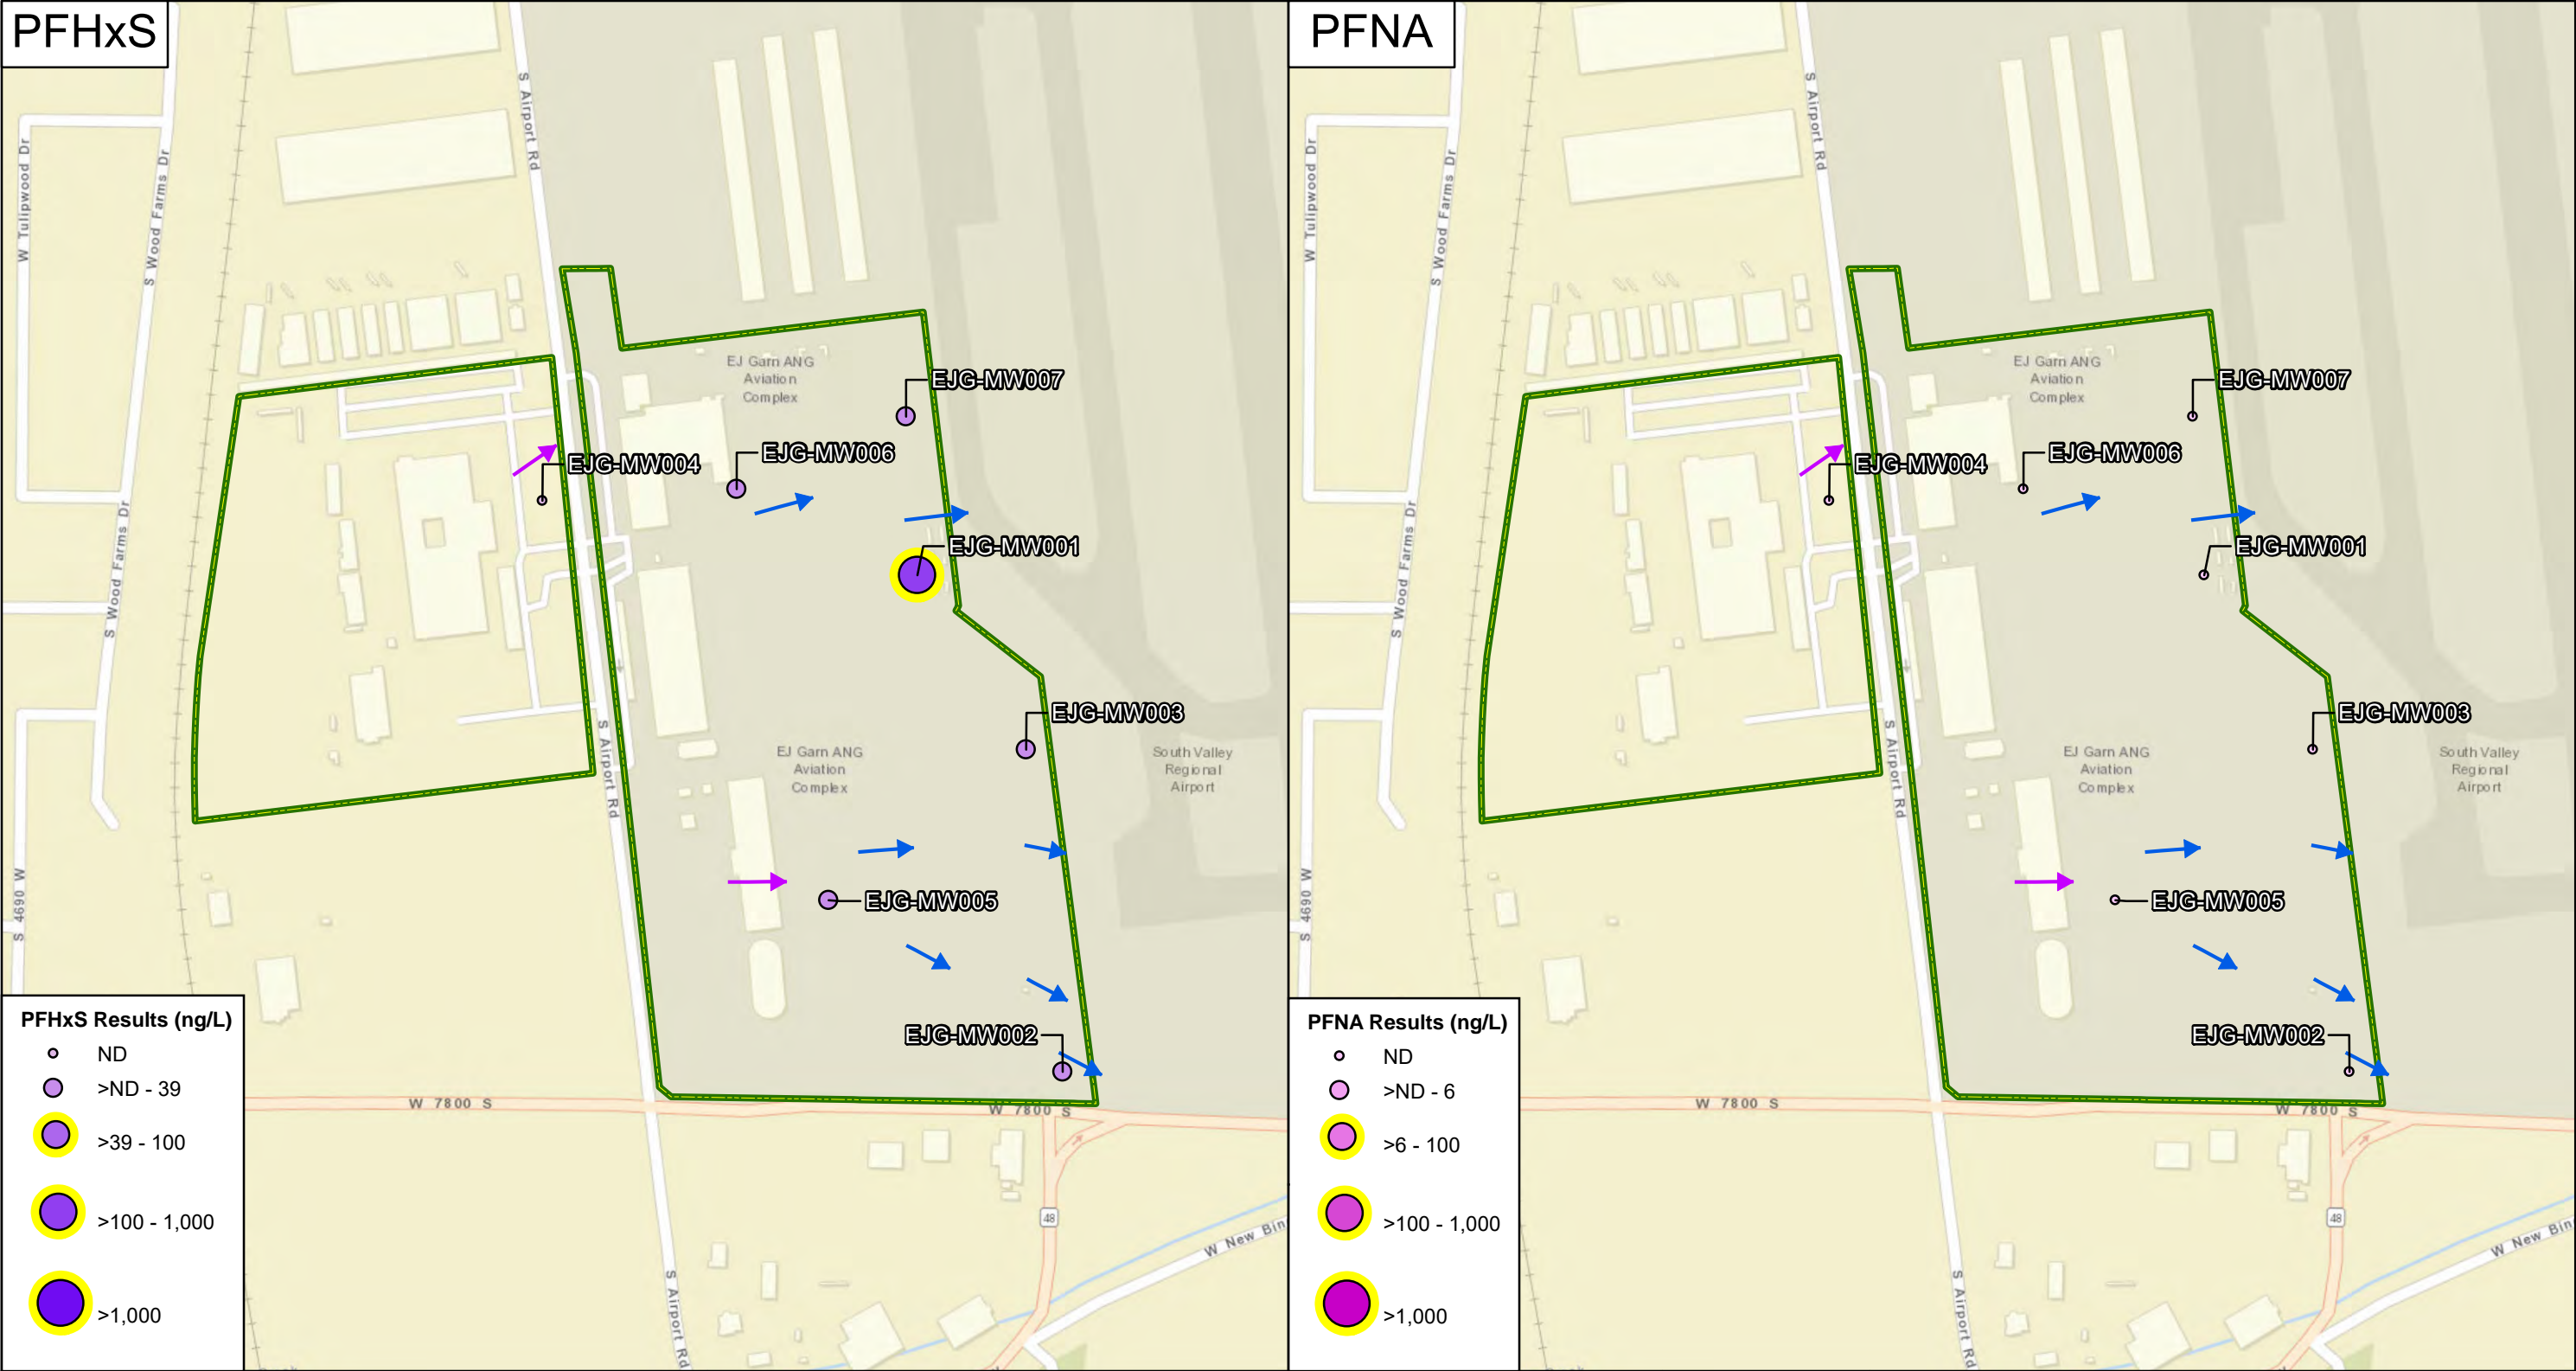 PFHxS
S Airport Rd
W Tulipwood Dr
S Wood Farms Dr
EJ Garn ANG
Aviation
Complex
EJG-MW007
EJG-MW006
EJG-MW004
EJG-MW001
S Wood Farms Dr
EJG-MW003
S Airport Rd
EJ Garn ANG
Aviation
Complex
South Valley
Regional
Airport
EJG-MW005
S 4690 W
EJG-MW002
W 7800 S
W 7800 S
PFHxS Results (ng/L)
ND
>ND - 39
>39 - 100
>100 - 1,000
>1,000
48
W New Bin
S Airport Rd
PFNA
S Airport Rd
W Tulipwood Dr
S Wood Farms Dr
EJ Garn ANG
Aviation
Complex
EJG-MW007
EJG-MW006
EJG-MW004
EJG-MW001
S Wood Farms Dr
EJG-MW003
S Airport Rd
EJ Garn ANG
Aviation
Complex
South Valley
Regional
Airport
EJG-MW005
S 4690 W
EJG-MW002
W 7800 S
W 7800 S
PFNA Results (ng/L)
ND
>ND - 6
>6 - 100
>100 - 1,000
>1,000
48
W New Bin
S Airport Rd